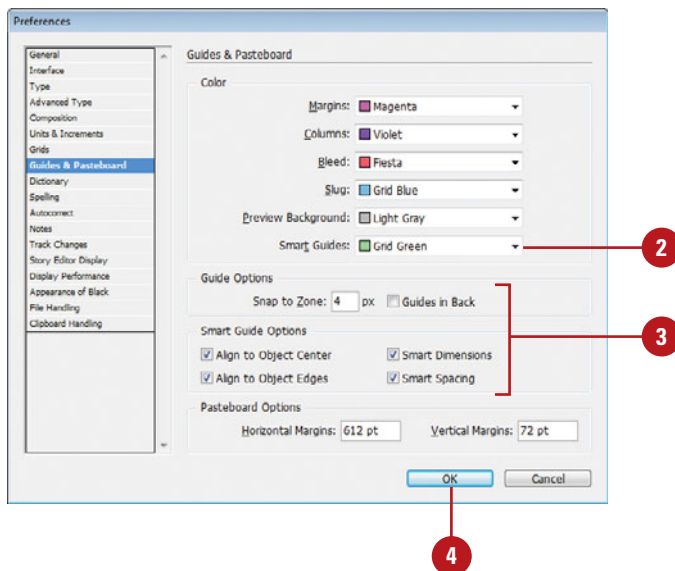 Preferences
General
Interface
Type
Advanced Type
Composition
Units & Increments
Grids
Guides & Pasteboard
Dictionary
Spelling
Autocorrect
Notes
Track Changes
Story Editor Display
Display Performance
Appearance of Black
File Handling
Clipboard Handling
Guides & Pasteboard
Color
Margins: Magenta
Columns: Violet
Bleed: Fiesta
Slug: Grid Blue
Preview Background: Light Gray
Smart Guides: Grid Green
2
Guide Options
Snap to Zone: 4 px Guides in Back
3
Smart Guide Options
Align to Object Center Smart Dimensions
Align to Object Edges Smart Spacing
Pasteboard Options
Horizontal Margins: 612 pt Vertical Margins: 72 pt
OK Cancel
4